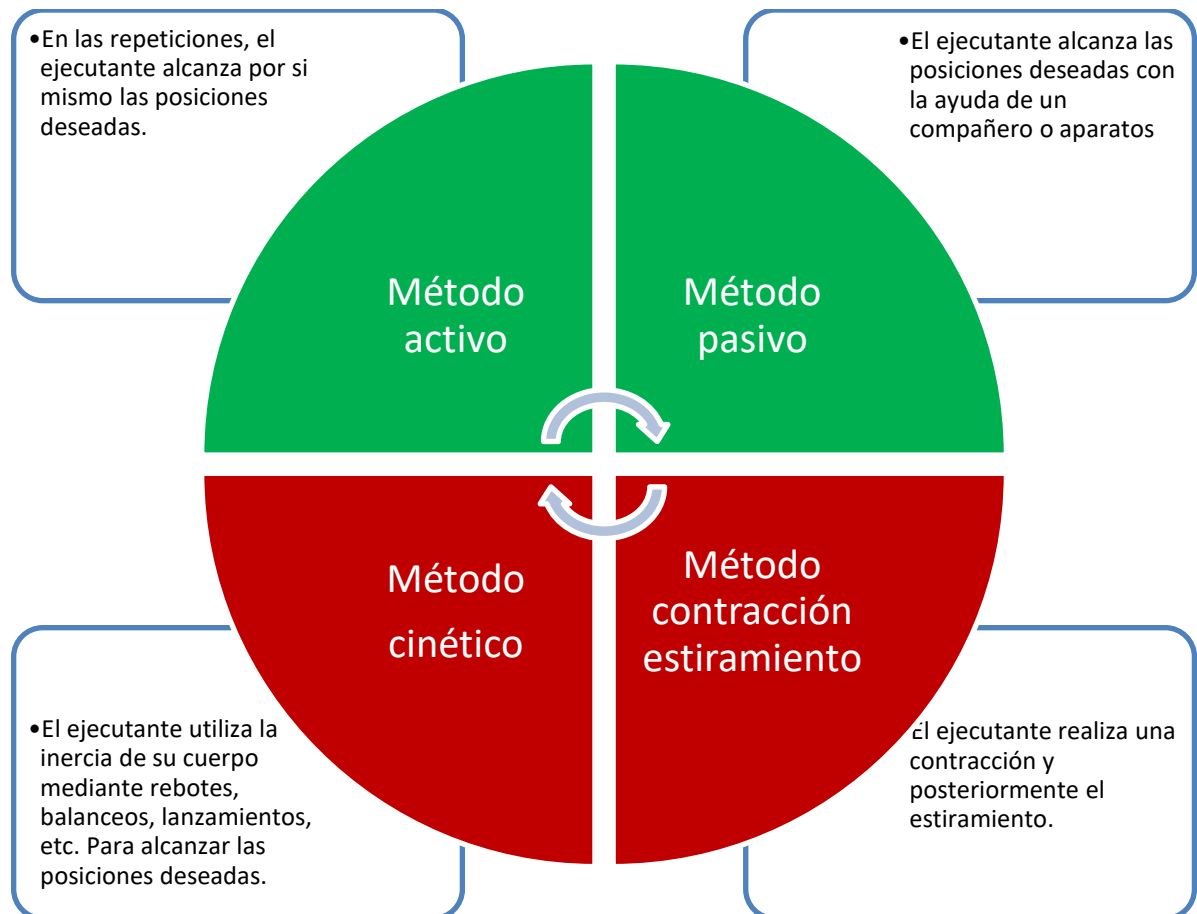 •En las repeticiones, el
ejecutante alcanza por si
mismo las posiciones
deseadas.
•El ejecutante alcanza las
posiciones deseadas con
la ayuda de un
compañero o aparatos
Método
activo
Método
pasivo
Método
cinético
Método
contracción
estiramiento
•El ejecutante utiliza la
inercia de su cuerpo
mediante rebotes,
balanceos, lanzamientos,
etc. Para alcanzar las
posiciones deseadas.
El ejecutante realiza una
contracción y
posteriormente el
estiramiento.